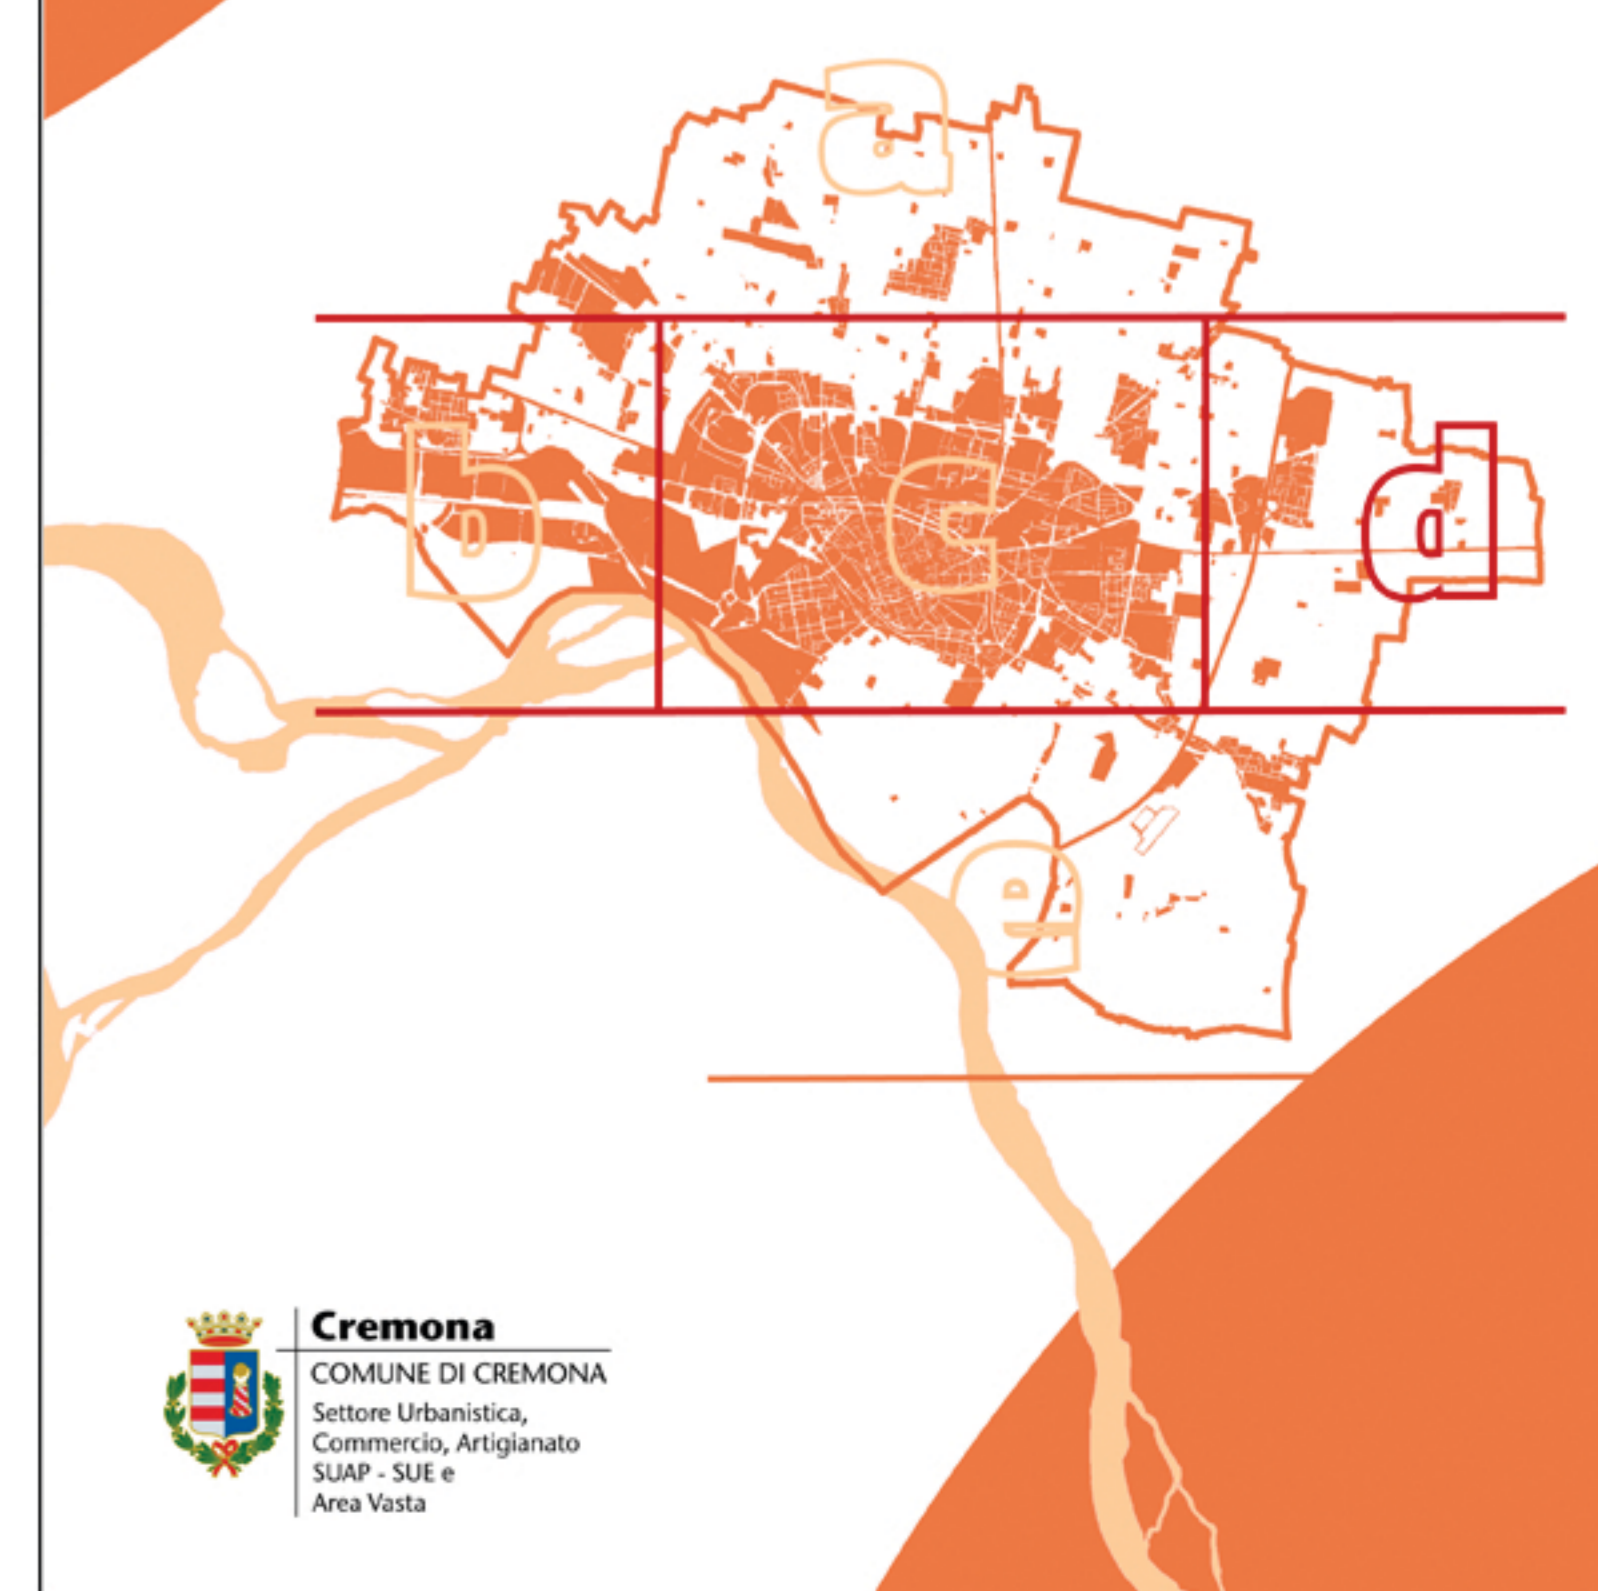 a
b
c
d
e
Cremona
COMUNE DI CREMONA
Settore Urbanistica,
Commercio, Artigianato
SUAP - SUE e
Area Vasta